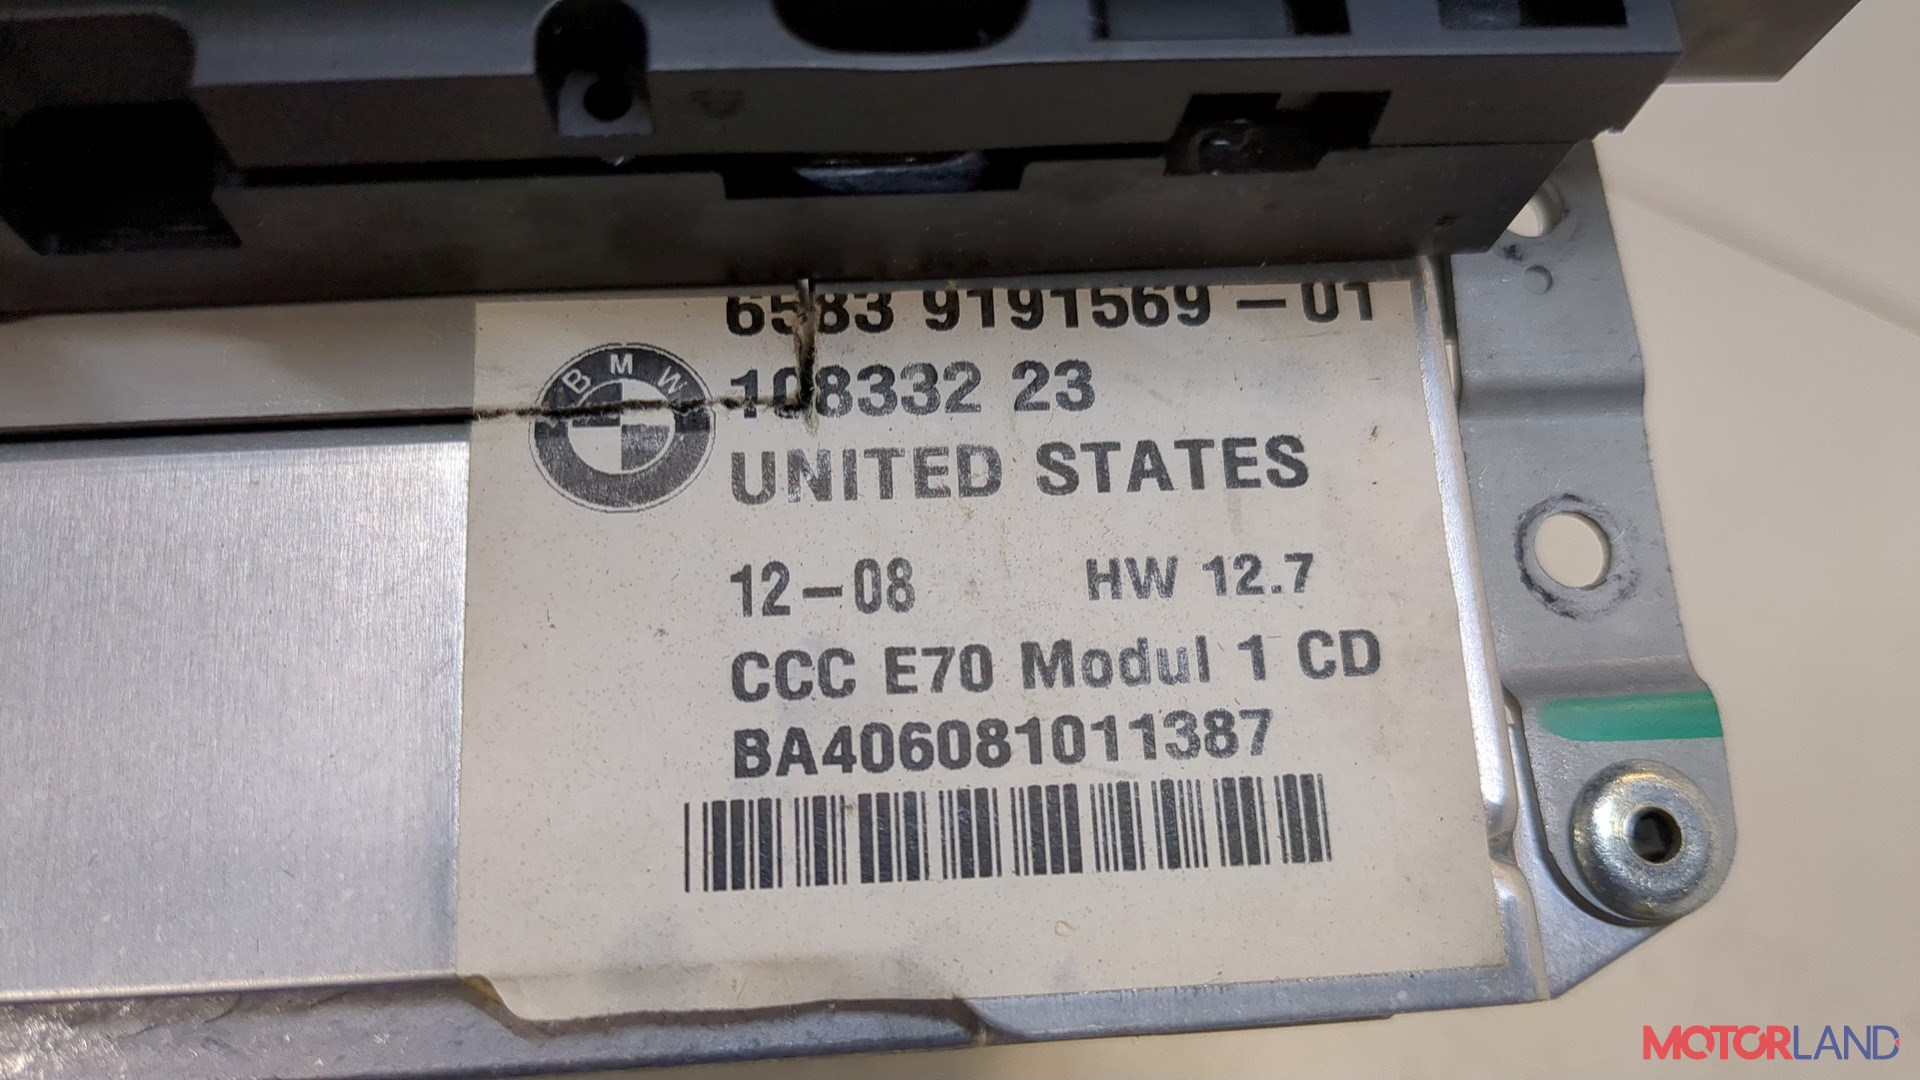 6583 9191569-01
108332 23
BMW
UNITED STATES
12-08 HW 12.7
CCC E70 Modul 1 CD
BA406081011387
MOTORLAND